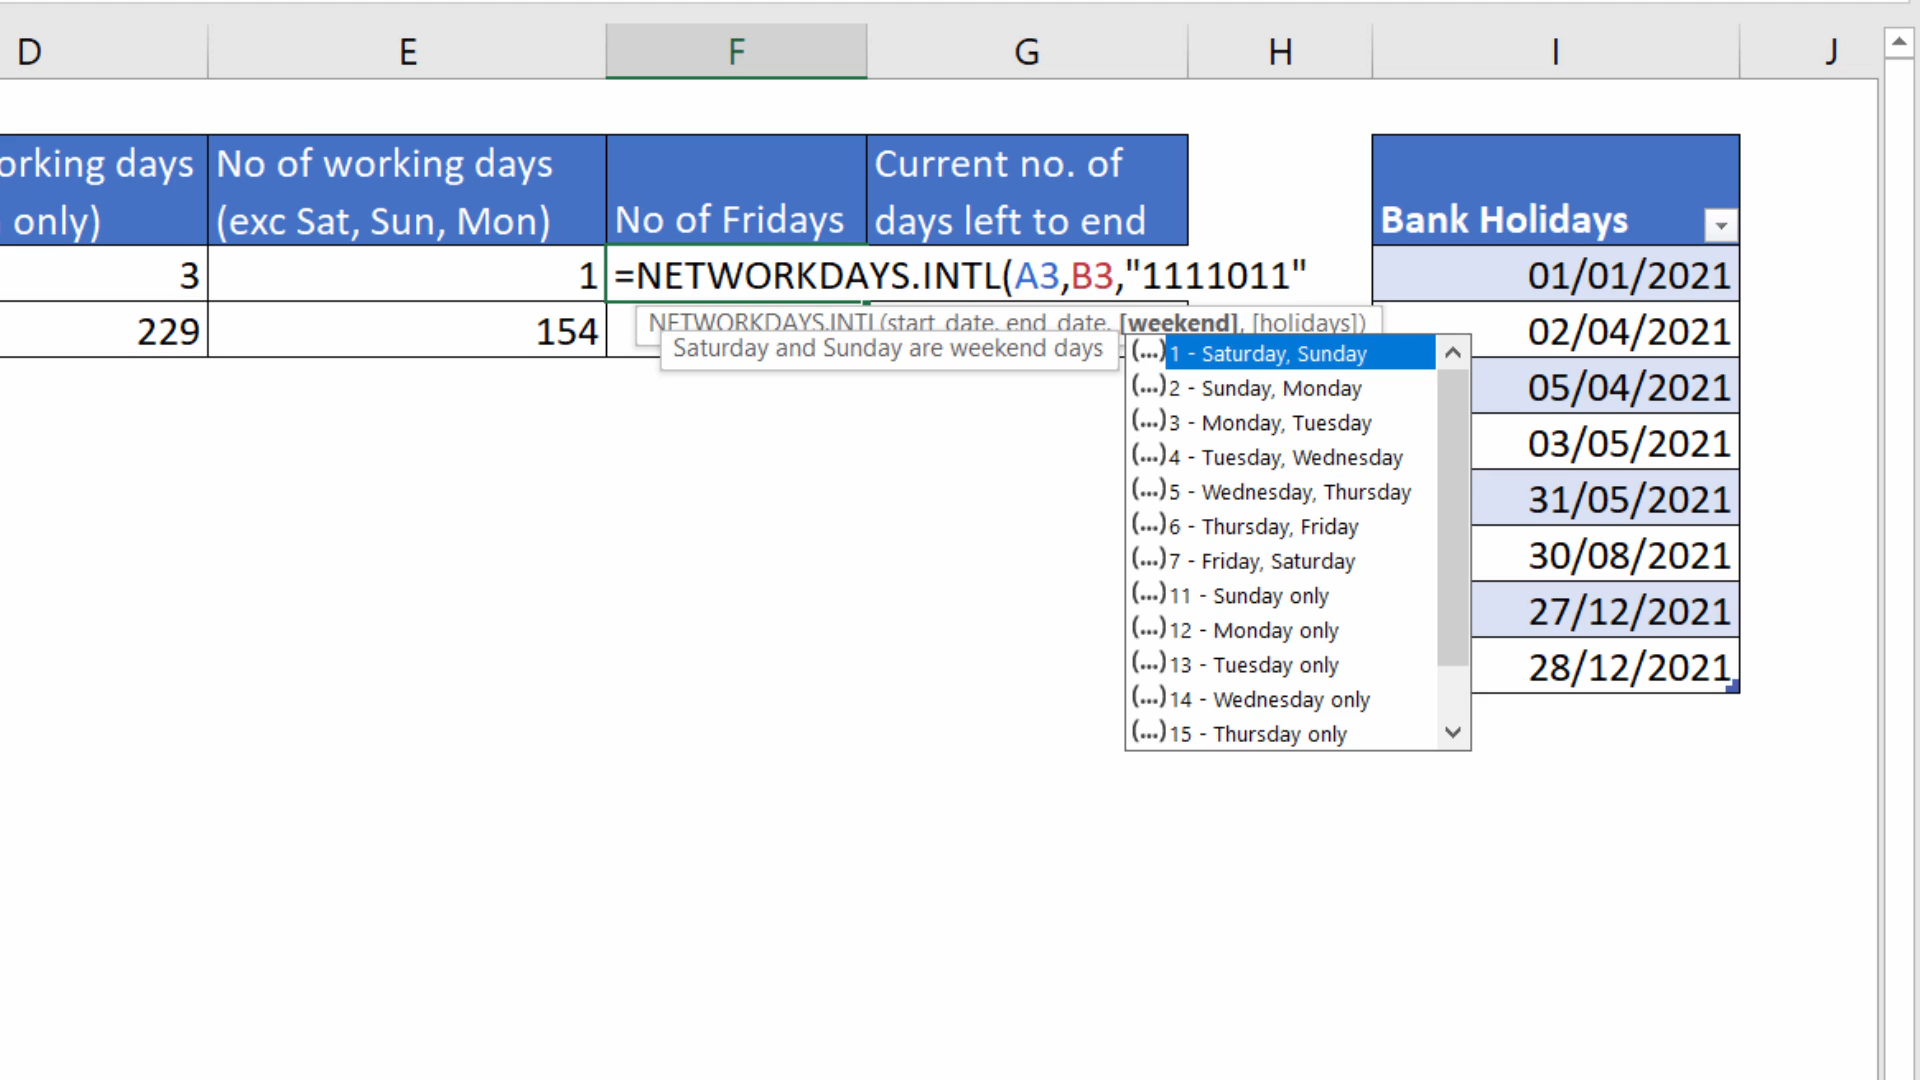 D E F G H I J
orking days No of working days Current no. of
only) (exc Sat, Sun, Mon) No of Fridays days left to end Bank Holidays
3 1 =NETWORKDAYS.INTL(A3,B3,"1111011" 01/01/2021
229 154 02/04/2021
NETWORKDAYS.INTL(start_date, end_date, [weekend], [holidays])
Saturday and Sunday are weekend days
(...) 1 - Saturday, Sunday
(...) 2 - Sunday, Monday
(...) 3 - Monday, Tuesday
(...) 4 - Tuesday, Wednesday
(...) 5 - Wednesday, Thursday
(...) 6 - Thursday, Friday
(...) 7 - Friday, Saturday
(...) 11 - Sunday only
(...) 12 - Monday only
(...) 13 - Tuesday only
(...) 14 - Wednesday only
(...) 15 - Thursday only
05/04/2021
03/05/2021
31/05/2021
30/08/2021
27/12/2021
28/12/2021